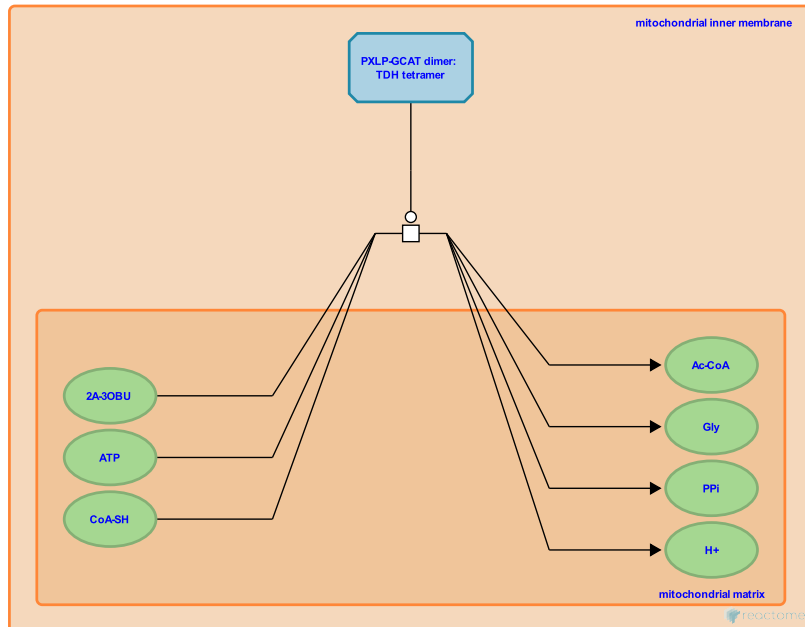 mitochondrial inner membrane
PXLP-GCAT dimer:
TDH tetramer
2A-3OBU
ATP
CoA-SH
Ac-CoA
Gly
PPi
H+
mitochondrial matrix
reactome